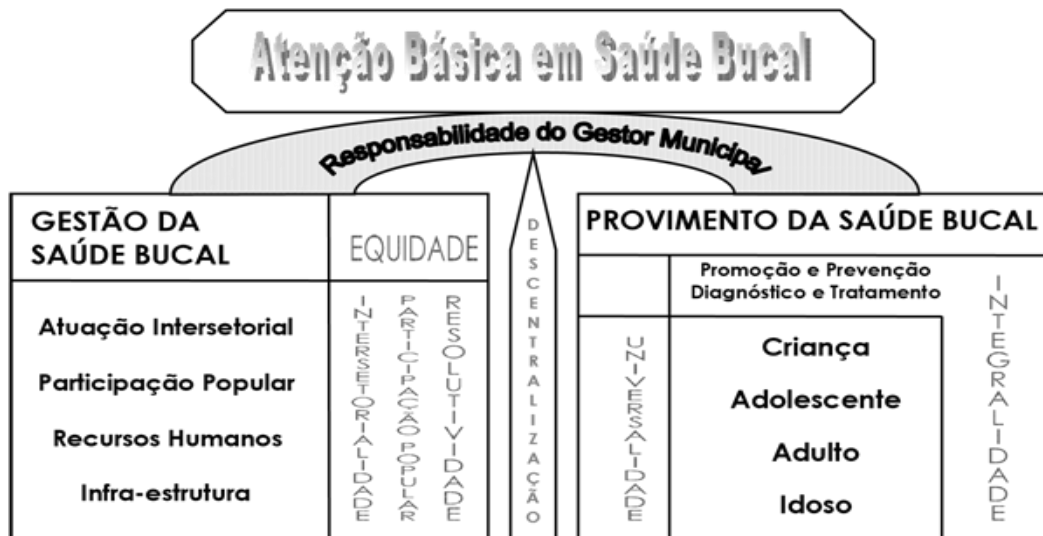 Atenção Básica em Saúde Bucal
Responsabilidade do Gestor Municipal
GESTÃO DA
SAÚDE BUCAL
EQUIDADE
Atuação Intersetorial
Participação Popular
Recursos Humanos
Infra-estrutura
INTERSETORIALIDADE
PARTICIPAÇÃO POPULAR
RESOLUTIVIDADE
DESCENTRALIZAÇÃO
PROVIMENTO DA SAÚDE BUCAL
Promoção e Prevenção
Diagnóstico e Tratamento
UNIVERSALIDADE
Criança
Adolescente
Adulto
Idoso
INTEGRALIDADE